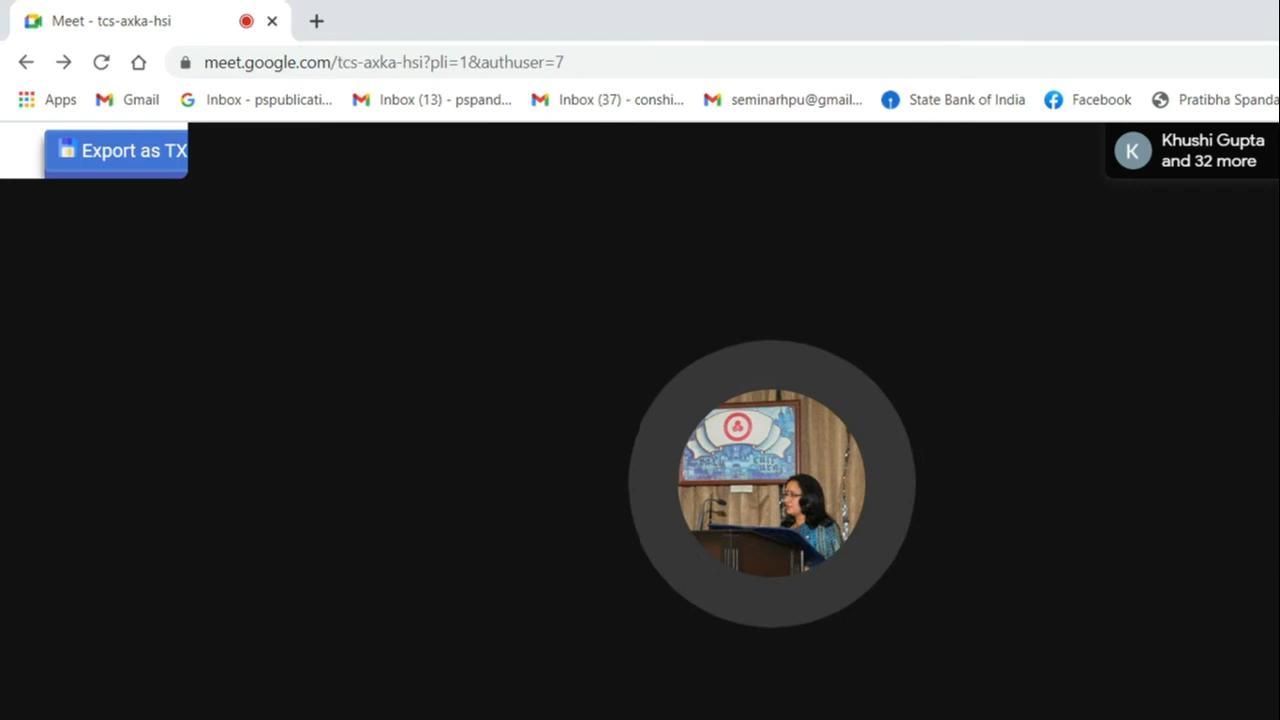 Meet - tcs-axka-hsi
meet.google.com/tcs-axka-hsi?pli=1&authuser=7
Apps Gmail Inbox - pspublicati... Inbox (13) - pspand... Inbox (37) - conshi... seminarhpu@gmail... State Bank of India Facebook Pratibha Spanda
Export as TX
K
Khushi Gupta
and 32 more